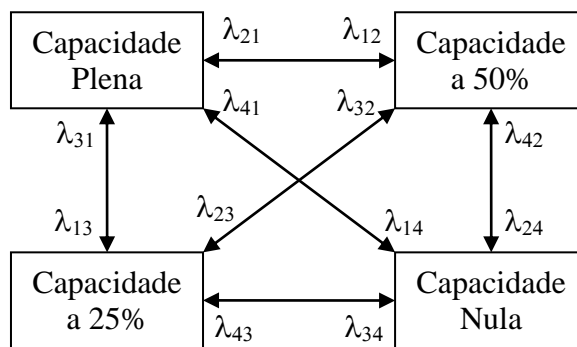 Capacidade
Plena
λ21
λ12
Capacidade
a 50%
λ31
λ41
λ32
λ42
λ13
λ23
λ14
λ24
Capacidade
a 25%
λ43
λ34
Capacidade
Nula